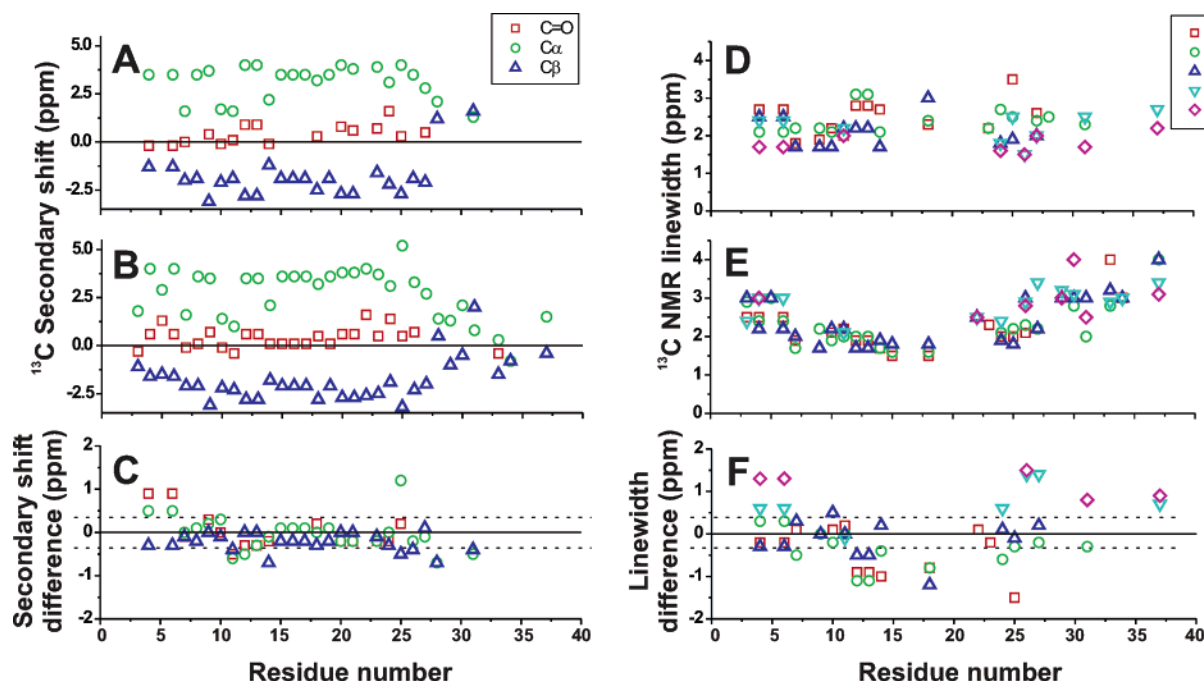 A
C=O
Cα
Cβ
5.0
2.5
0.0
-2.5
B
5.0
2.5
0.0
-2.5
¹³C Secondary shift (ppm)
C
2
1
0
-1
-2
Secondary shift
difference (ppm)
0 5 10 15 20 25 30 35 40
Residue number
D
4
3
2
1
0
E
4
3
2
1
0
¹³C NMR linewidth (ppm)
F
2
1
0
-1
-2
Linewidth
difference (ppm)
0 5 10 15 20 25 30 35 40
Residue number